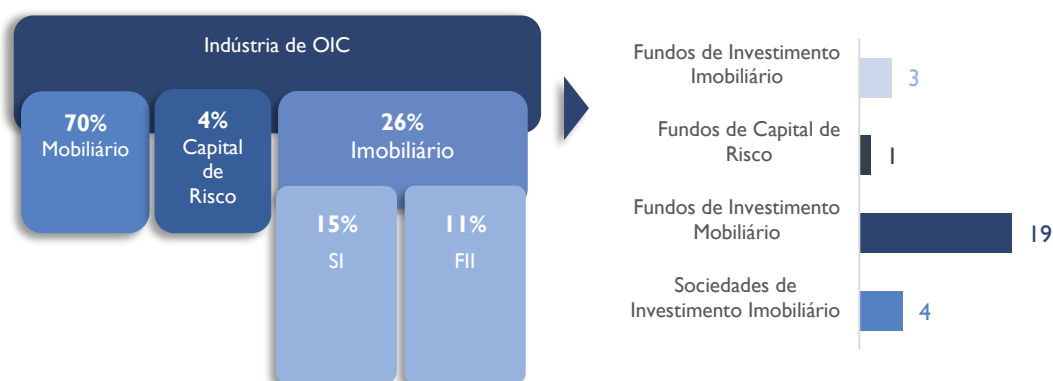 Indústria de OIC
70%
Mobiliário
4%
Capital
de
Risco
26%
Imobiliário
15%
SI
11%
FII
Fundos de Investimento
Imobiliário
3
Fundos de Capital de
Risco
1
Fundos de Investimento
Mobiliário
19
Sociedades de
Investimento Imobiliário
4